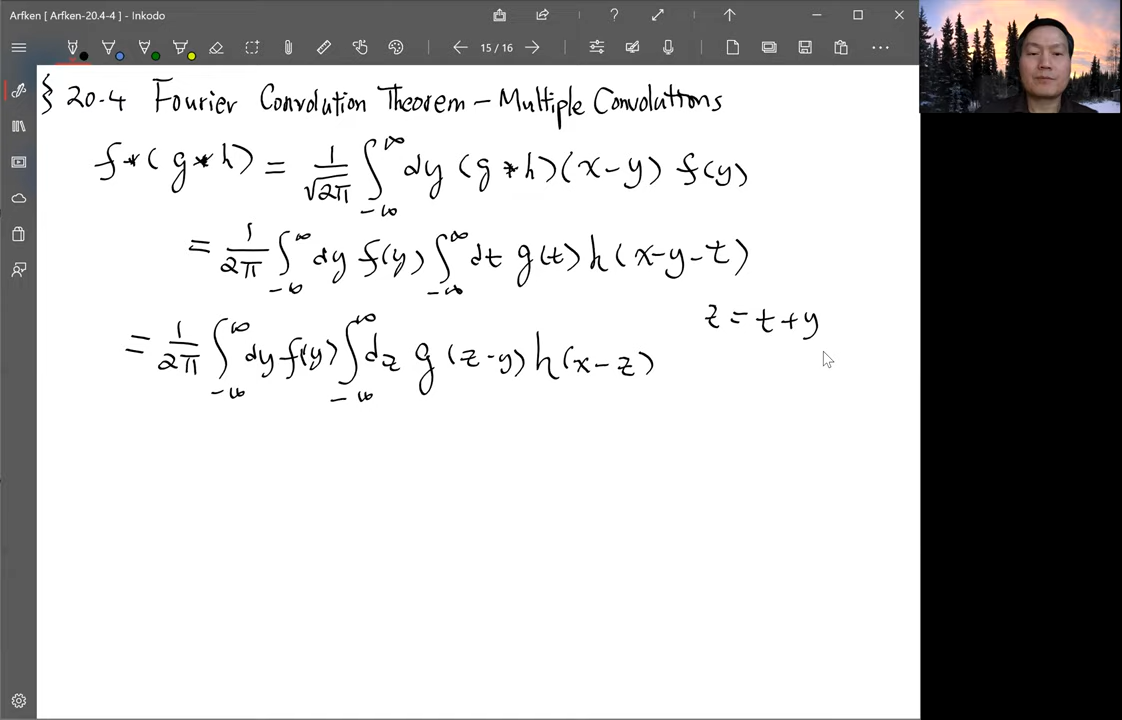 Arfken [ Arfken-20.4-4 ] - Inkodo
15 / 16
§ 20.4 Fourier Convolution Theorem – Multiple Convolutions
f*(g*h) = 1/√2π ∫_{-∞}^{∞} dy (g*h)(x-y) f(y)
= 1/2π ∫_{-∞}^{∞} dy f(y) ∫_{-∞}^{∞} dt g(t) h(x-y-t)
z = t+y
= 1/2π ∫_{-∞}^{∞} dy f(y) ∫_{-∞}^{∞} dz g(z-y) h(x-z)